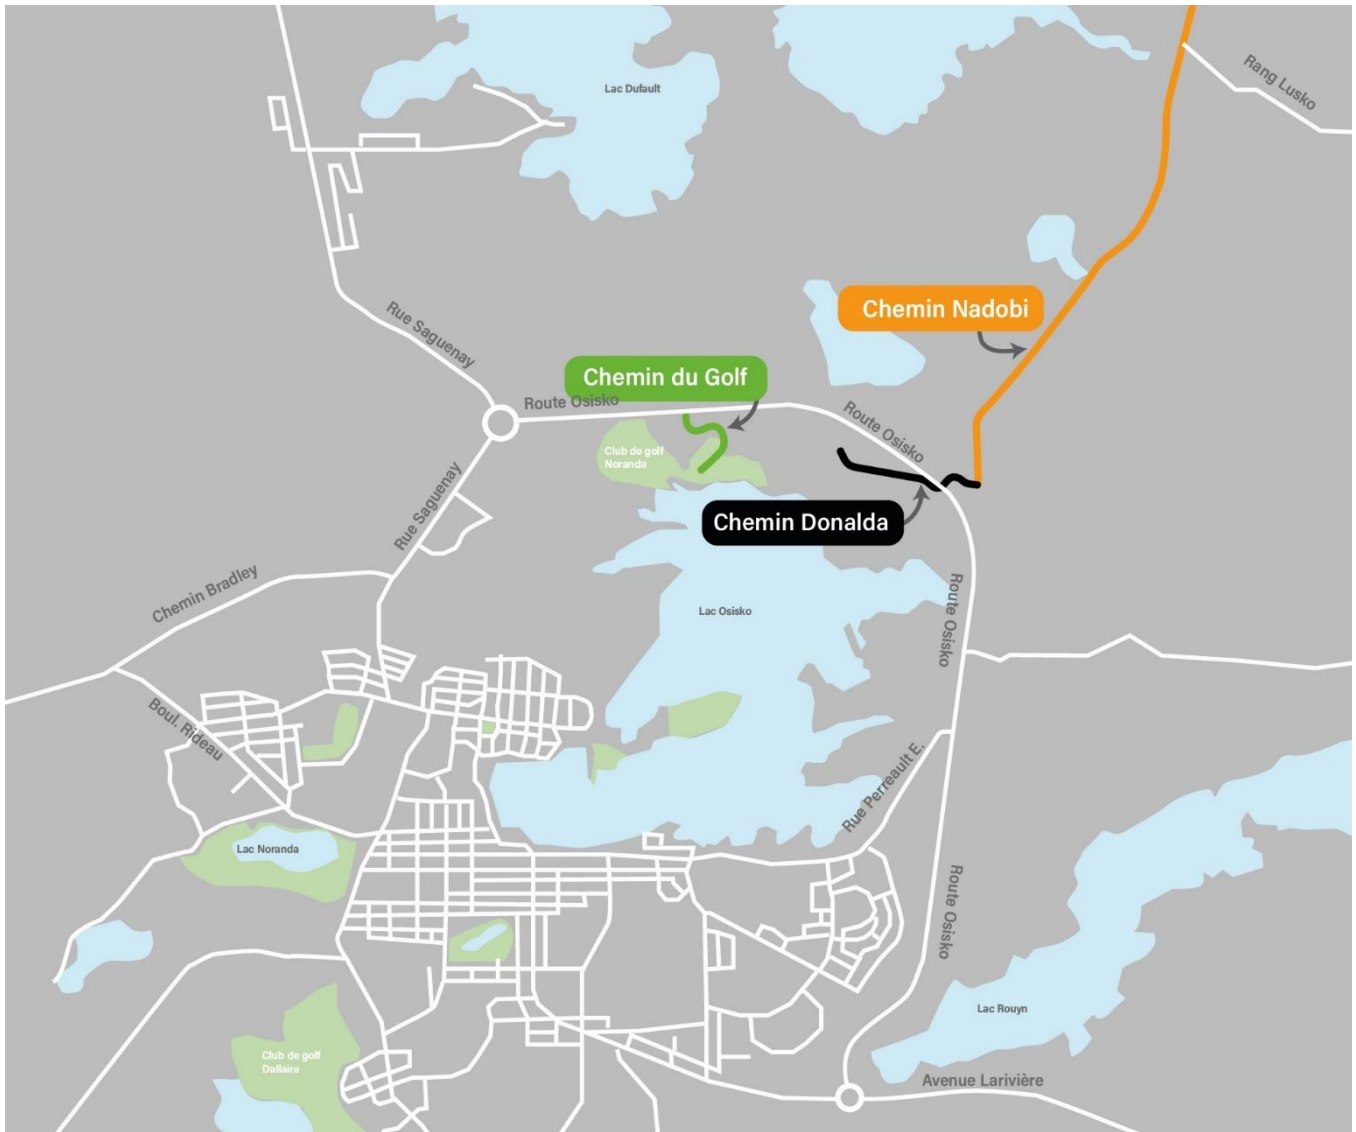 Lac Dufault
Rang Lusko
Chemin Nadobi
Rue Saguenay
Chemin du Golf
Route Osisko
Route Osisko
Club de golf
Noranda
Rue Saguenay
Chemin Donalda
Chemin Bradley
Lac Osisko
Route Osisko
Boul. Rideau
Rue Perreault E.
Lac Noranda
Route Osisko
Lac Rouyn
Club de golf
Dallaire
Avenue Larivière